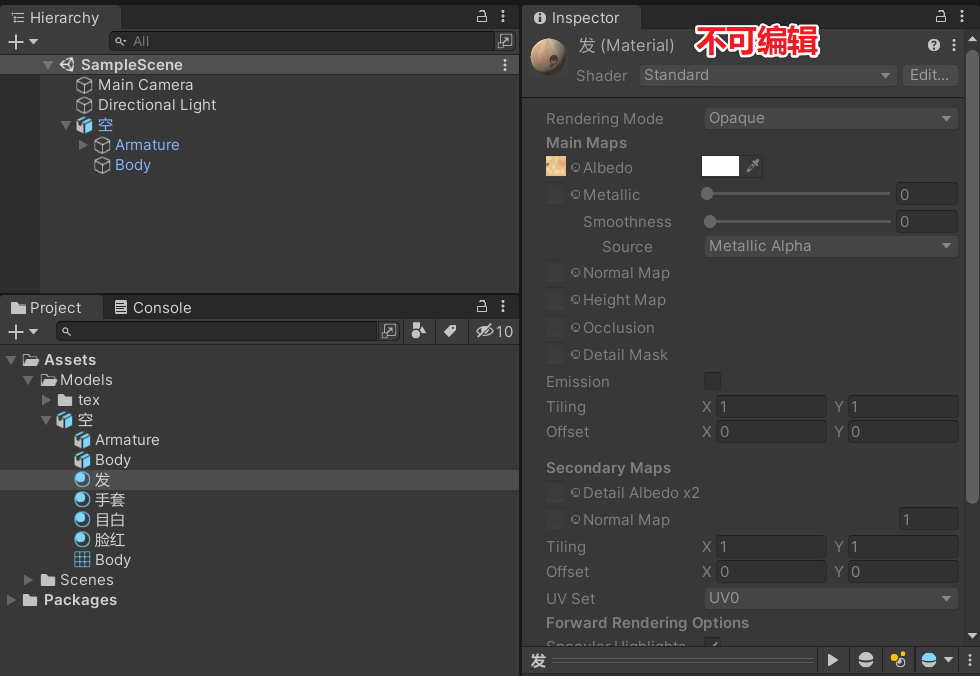 Hierarchy
All
SampleScene
Main Camera
Directional Light
空
Armature
Body
Project
Console
10
Assets
Models
tex
空
Armature
Body
发
手套
目白
脸红
Body
Scenes
Packages
Inspector
不可编辑
发 (Material)
Shader Standard Edit...
Rendering Mode Opaque
Main Maps
Albedo
Metallic 0
Smoothness 0
Source Metallic Alpha
Normal Map
Height Map
Occlusion
Detail Mask
Emission
Tiling X 1 Y 1
Offset X 0 Y 0
Secondary Maps
Detail Albedo x2
Normal Map 1
Tiling X 1 Y 1
Offset X 0 Y 0
UV Set UV0
Forward Rendering Options
Specular Highlights
发